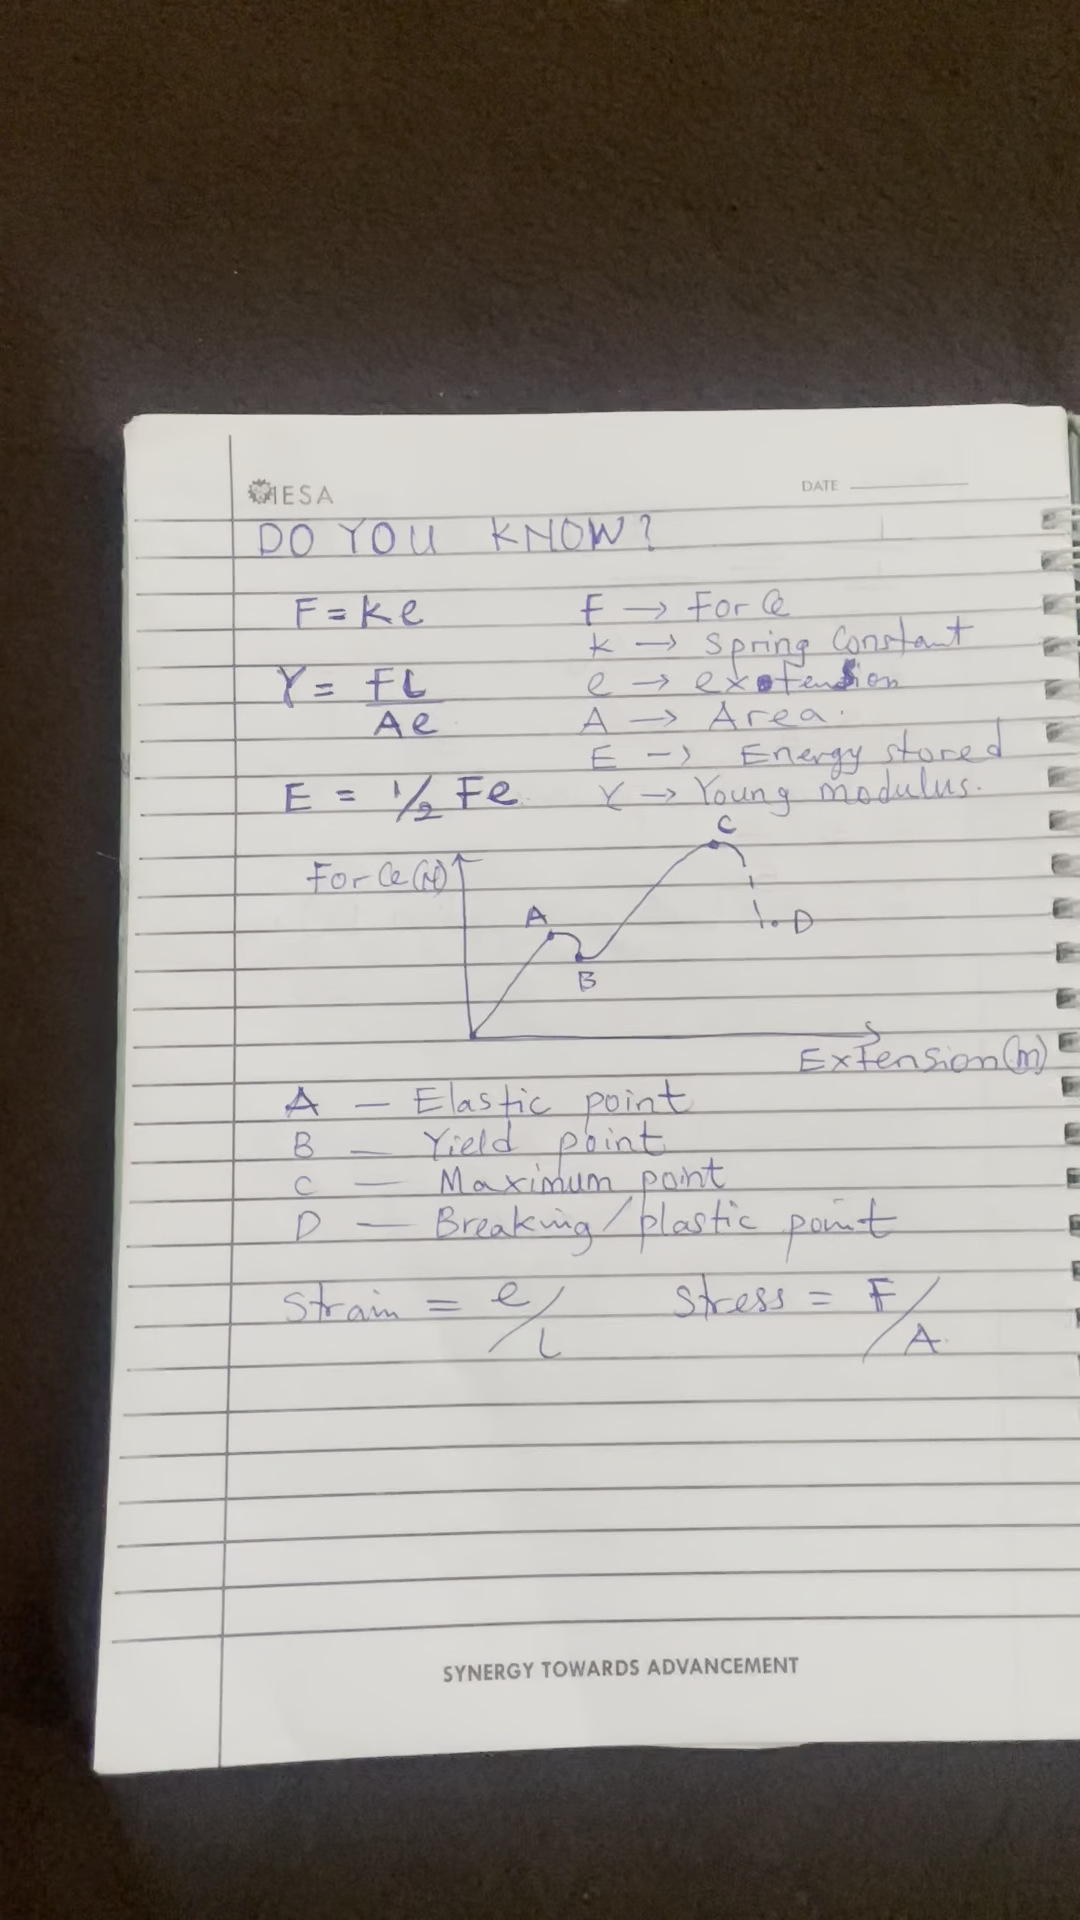 MESA
DATE
DO YOU KNOW?
F = ke F → Force
k → Spring Constant
Y = FL / Ae e → extension
A → Area.
E → Energy stored
E = 1/2 Fe. Y → Young modulus.
C
Force (N)
A
D
B
Extension (m)
A — Elastic point
B — Yield point
C — Maximum point
D — Breaking/plastic point
Strain = e/L Stress = F/A.
SYNERGY TOWARDS ADVANCEMENT